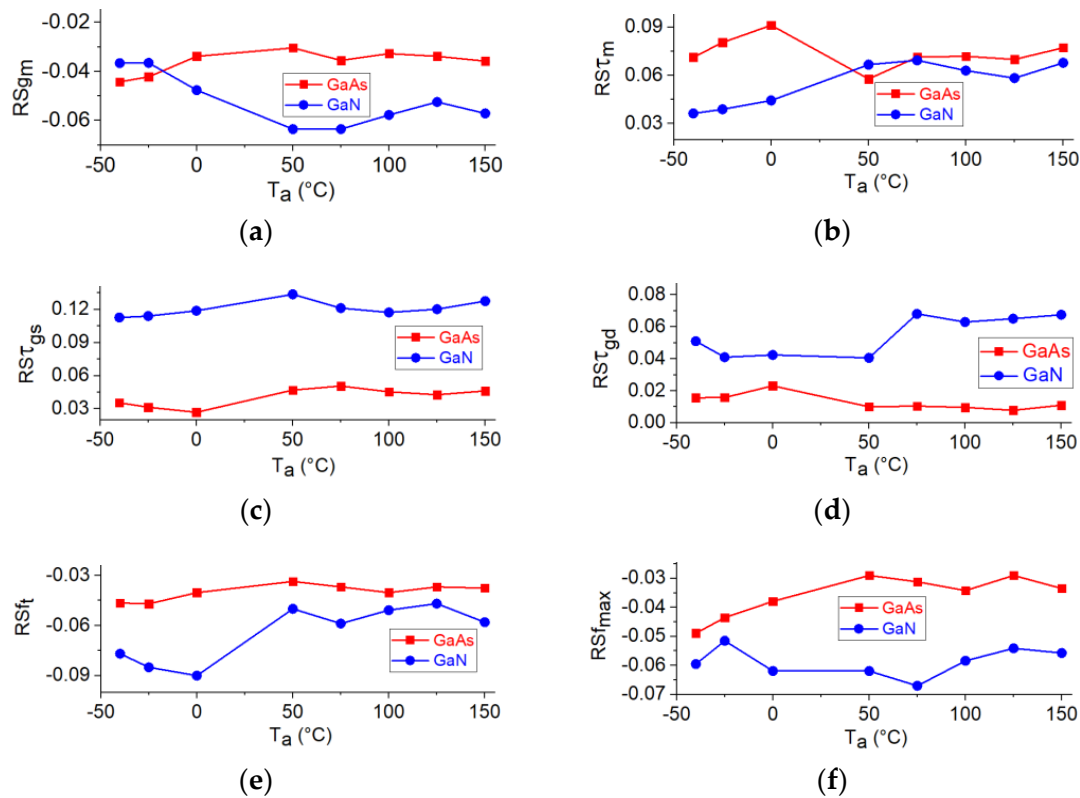 -0.02
-0.04
-0.06
RSgm
GaAs
GaN
-50 0 50 100 150
Ta (°C)
(a)
0.09
0.06
0.03
RSτm
GaAs
GaN
-50 0 50 100 150
Ta (°C)
(b)
0.12
0.09
0.06
0.03
RSτgs
GaAs
GaN
-50 0 50 100 150
Ta (°C)
(c)
0.08
0.06
0.04
0.02
0.00
RSτgd
GaAs
GaN
-50 0 50 100 150
Ta (°C)
(d)
-0.03
-0.06
-0.09
RSft
GaAs
GaN
-50 0 50 100 150
Ta (°C)
(e)
-0.03
-0.04
-0.05
-0.06
-0.07
RSfmax
GaAs
GaN
-50 0 50 100 150
Ta (°C)
(f)